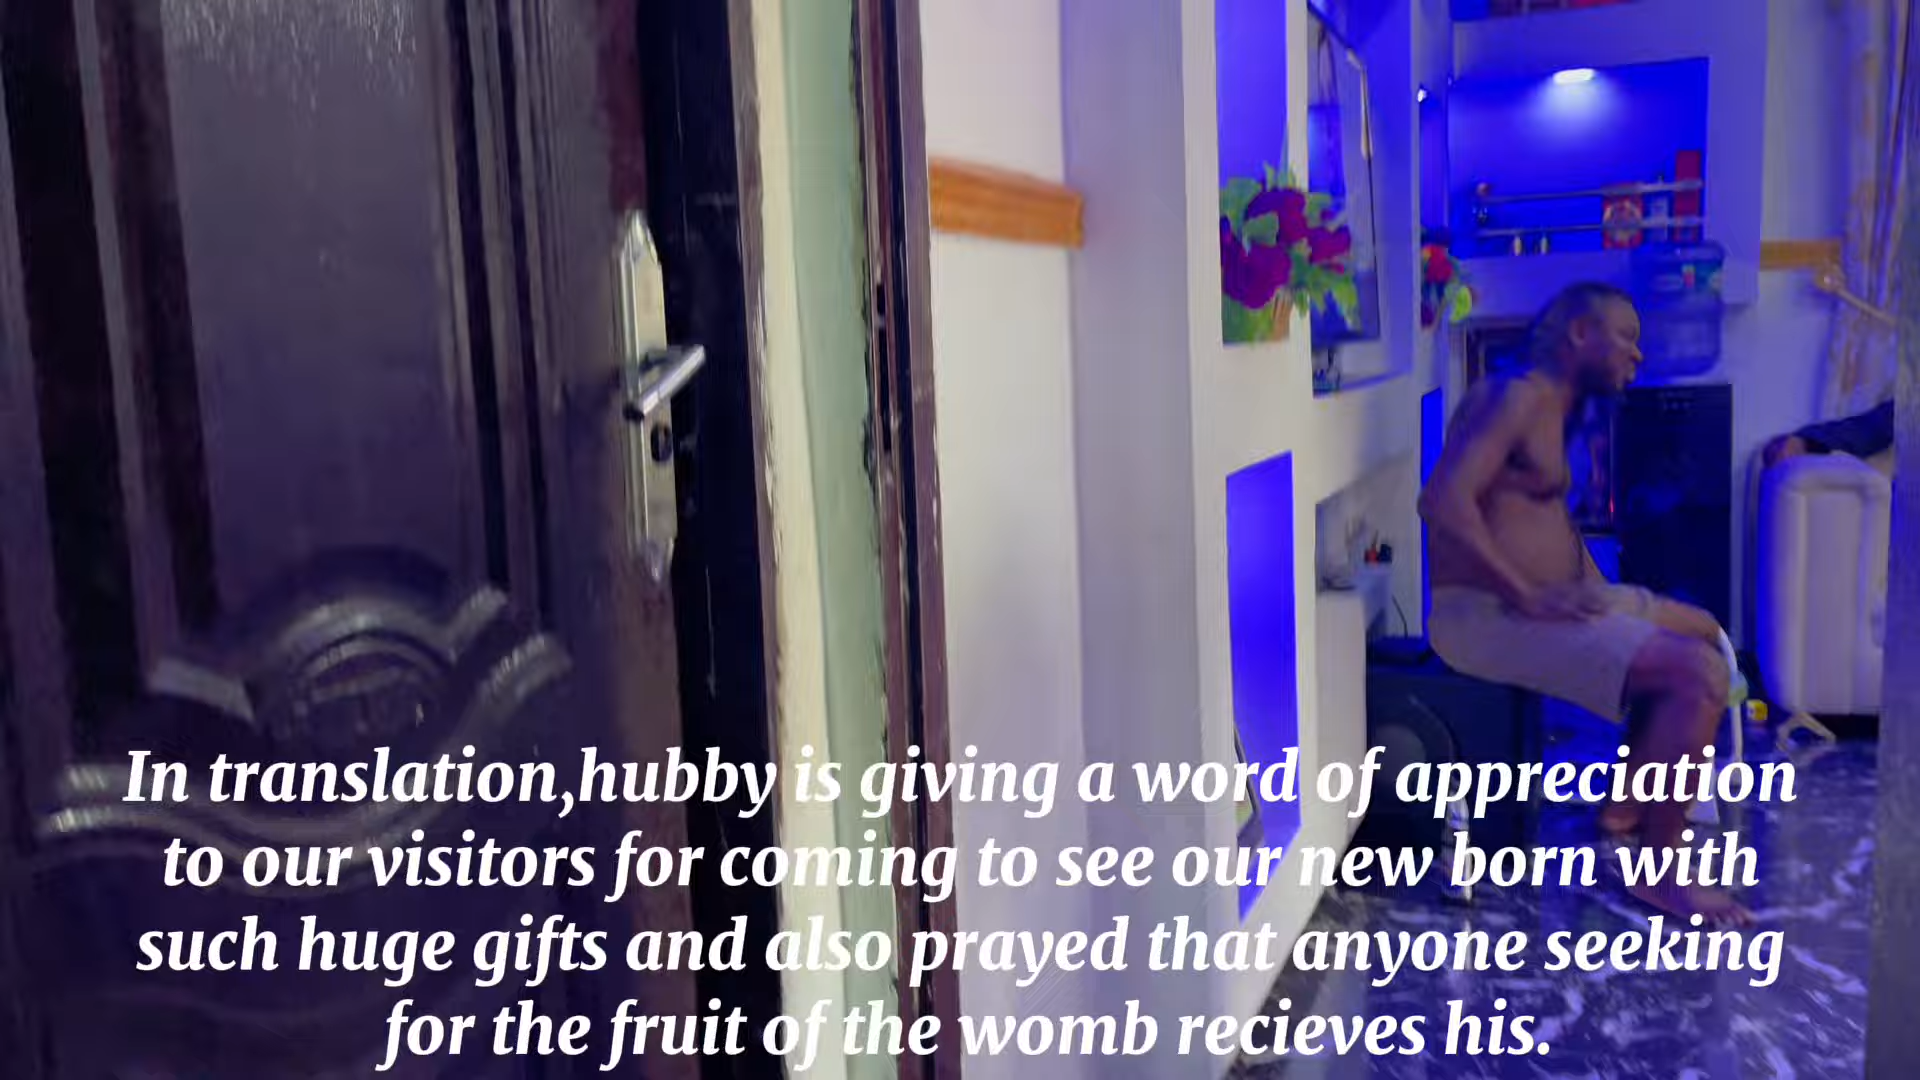 In translation,hubby is giving a word of appreciation
to our visitors for coming to see our new born with
such huge gifts and also prayed that anyone seeking
for the fruit of the womb recieves his.